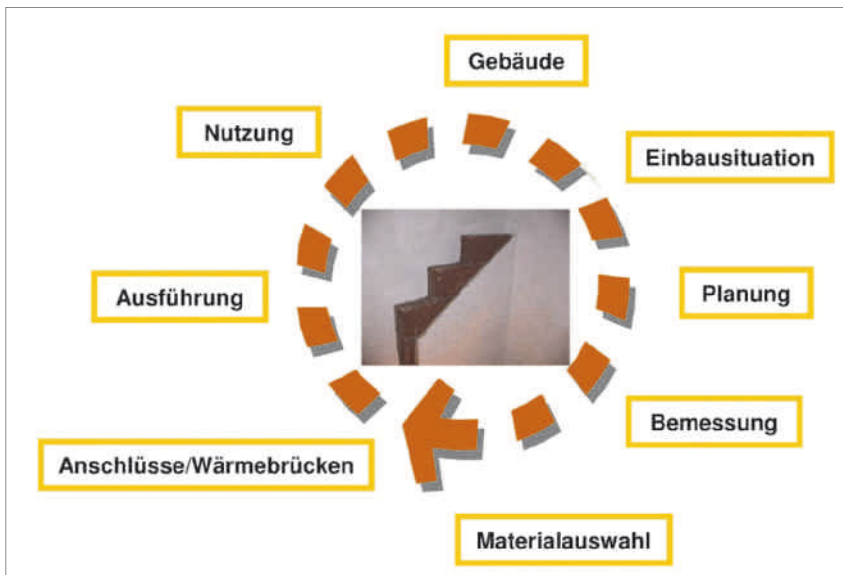 Gebäude
Nutzung
Einbausituation
Ausführung
Planung
Bemessung
Anschlüsse/Wärmebrücken
Materialauswahl